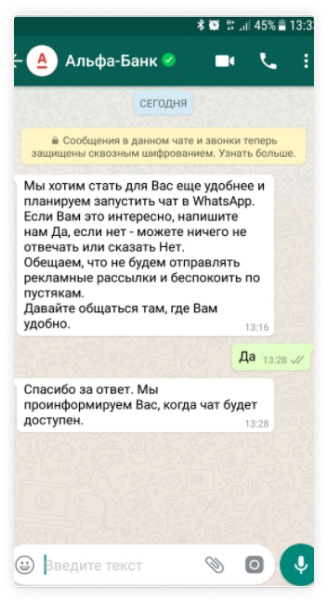 45% 13:33
А Альфа-Банк
СЕГОДНЯ
Сообщения в данном чате и звонки теперь
защищены сквозным шифрованием. Узнать больше.
Мы хотим стать для Вас еще удобнее и
планируем запустить чат в WhatsApp.
Если Вам это интересно, напишите
нам Да, если нет - можете ничего не
отвечать или сказать Нет.
Обещаем, что не будем отправлять
рекламные рассылки и беспокоить по
пустякам.
Давайте общаться там, где Вам
удобно.
13:16
Да 13:28
Спасибо за ответ. Мы
проинформируем Вас, когда чат будет
доступен.
13:28
Введите текст